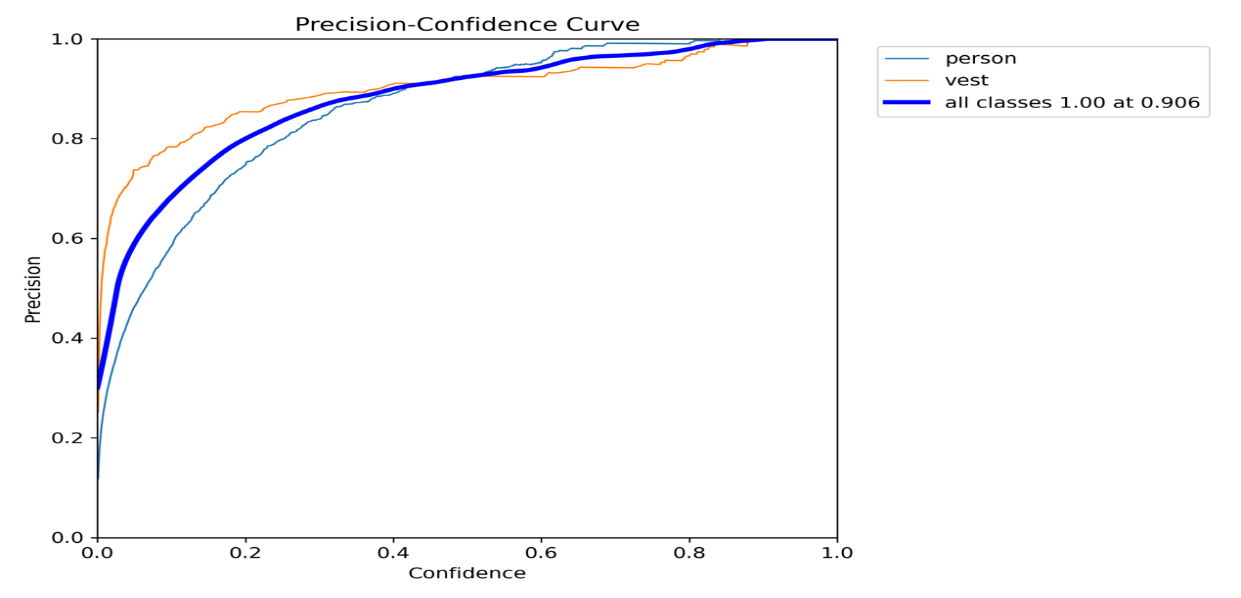 Precision-Confidence Curve
1.0
0.8
0.6
0.4
0.2
0.0
Precision
0.0 0.2 0.4 0.6 0.8 1.0
Confidence
person
vest
all classes 1.00 at 0.906